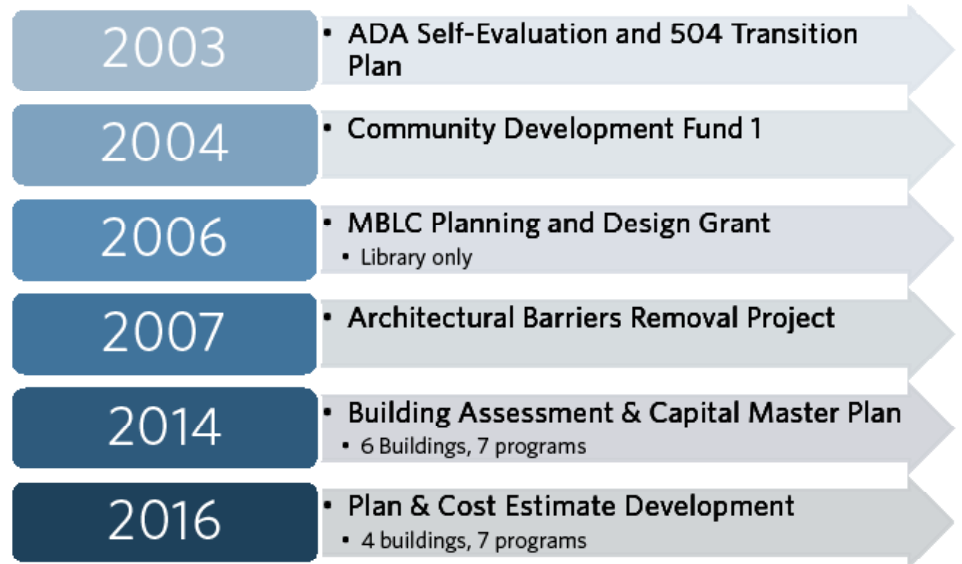 2003
• ADA Self-Evaluation and 504 Transition
Plan
2004
• Community Development Fund 1
2006
• MBLC Planning and Design Grant
• Library only
2007
• Architectural Barriers Removal Project
2014
• Building Assessment & Capital Master Plan
• 6 Buildings, 7 programs
2016
• Plan & Cost Estimate Development
• 4 buildings, 7 programs